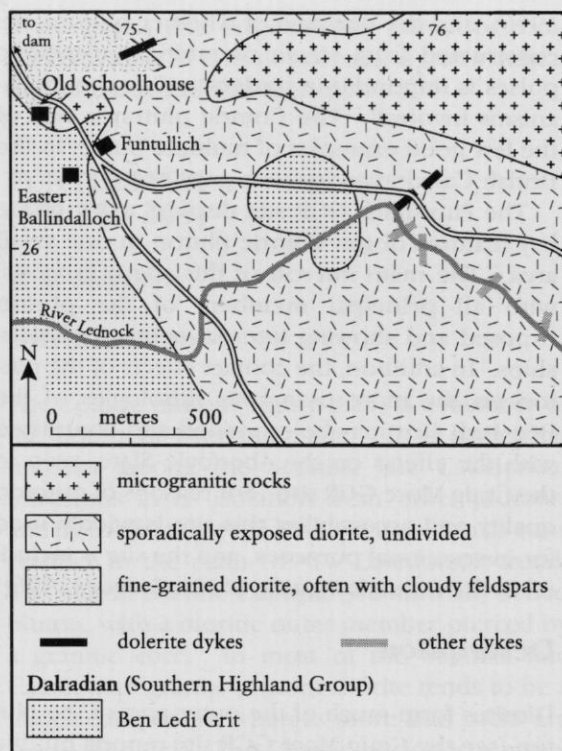 to
dam
75
76
Old Schoolhouse
Funtullich
Easter
Ballindalloch
26
River Lednock
N
0 metres 500
microgranitic rocks
sporadically exposed diorite, undivided
fine-grained diorite, often with cloudy feldspars
dolerite dykes
other dykes
Dalradian (Southern Highland Group)
Ben Ledi Grit